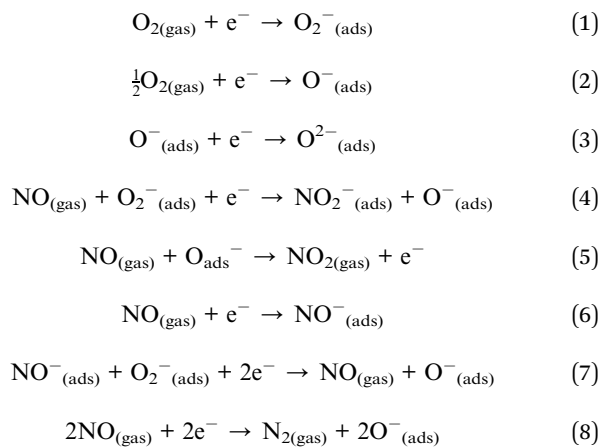 O₂(gas) + e⁻ → O₂⁻(ads) (1)
½O₂(gas) + e⁻ → O⁻(ads) (2)
O⁻(ads) + e⁻ → O²⁻(ads) (3)
NO(gas) + O₂⁻(ads) + e⁻ → NO₂⁻(ads) + O⁻(ads) (4)
NO(gas) + Oads⁻ → NO₂(gas) + e⁻ (5)
NO(gas) + e⁻ → NO⁻(ads) (6)
NO⁻(ads) + O₂⁻(ads) + 2e⁻ → NO(gas) + O⁻(ads) (7)
2NO(gas) + 2e⁻ → N₂(gas) + 2O⁻(ads) (8)